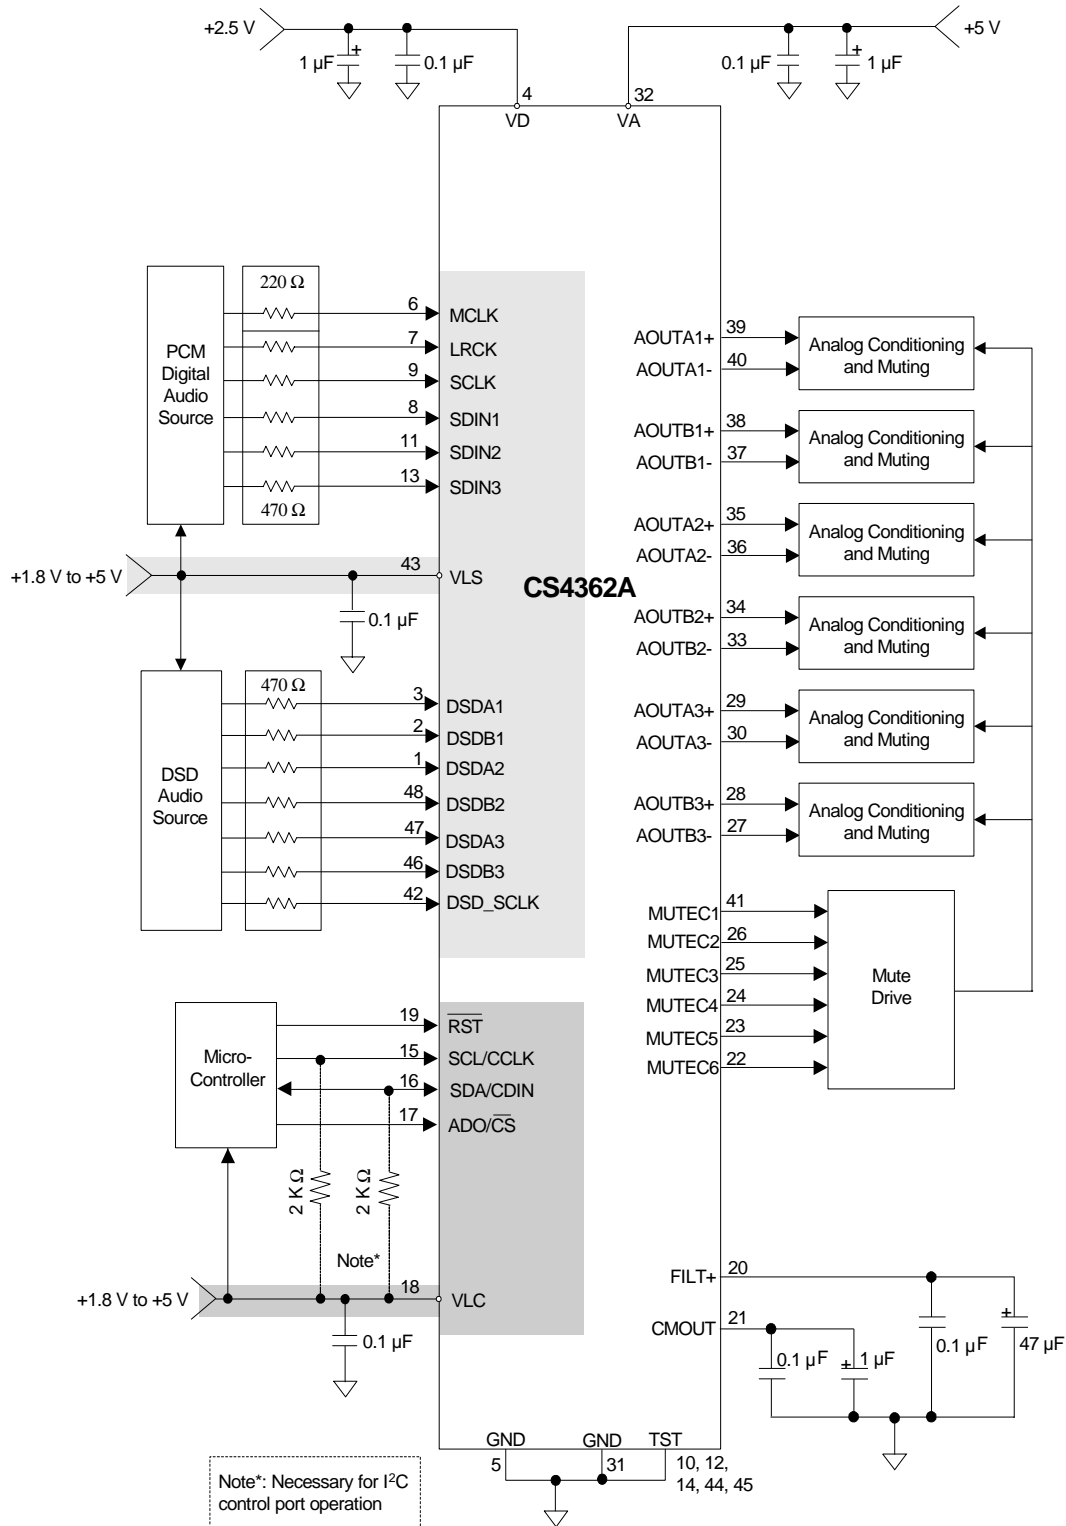 +2.5 V
+5 V
1 µF
+
0.1 µF
0.1 µF
+
1 µF
4
32
VD
VA
220 Ω
PCM
Digital
Audio
Source
470 Ω
6
MCLK
7
LRCK
9
SCLK
8
SDIN1
11
SDIN2
13
SDIN3
+1.8 V to +5 V
43
VLS
0.1 µF
CS4362A
470 Ω
DSD
Audio
Source
3
DSDA1
2
DSDB1
1
DSDA2
48
DSDB2
47
DSDA3
46
DSDB3
42
DSD_SCLK
Micro-
Controller
19
RST
15
SCL/CCLK
16
SDA/CDIN
17
ADO/CS
2 K Ω
2 K Ω
Note*
+1.8 V to +5 V
18
VLC
0.1 µF
AOUTA1+
39
AOUTA1-
40
Analog Conditioning
and Muting
AOUTB1+
38
AOUTB1-
37
Analog Conditioning
and Muting
AOUTA2+
35
AOUTA2-
36
Analog Conditioning
and Muting
AOUTB2+
34
AOUTB2-
33
Analog Conditioning
and Muting
AOUTA3+
29
AOUTA3-
30
Analog Conditioning
and Muting
AOUTB3+
28
AOUTB3-
27
Analog Conditioning
and Muting
MUTEC1
41
MUTEC2
26
MUTEC3
25
MUTEC4
24
MUTEC5
23
MUTEC6
22
Mute
Drive
FILT+
20
CMOUT
21
0.1 µF
+
1 µF
0.1 µF
+
47 µF
GND
5
GND
31
TST
10, 12,
14, 44, 45
Note*: Necessary for I²C
control port operation